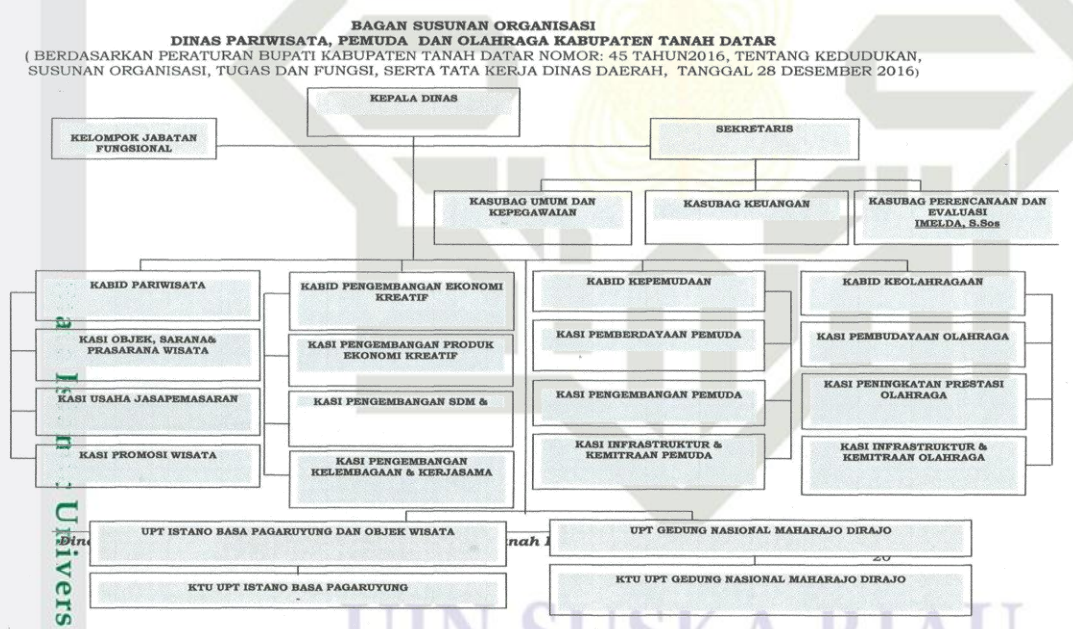 BAGAN SUSUNAN ORGANISASI
DINAS PARIWISATA, PEMUDA DAN OLAHRAGA KABUPATEN TANAH DATAR
( BERDASARKAN PERATURAN BUPATI KABUPATEN TANAH DATAR NOMOR: 45 TAHUN2016, TENTANG KEDUDUKAN,
SUSUNAN ORGANISASI, TUGAS DAN FUNGSI, SERTA TATA KERJA DINAS DAERAH, TANGGAL 28 DESEMBER 2016)
KEPALA DINAS
KELOMPOK JABATAN
FUNGSIONAL
SEKRETARIS
KASUBAG UMUM DAN
KEPEGAWAIAN
KASUBAG KEUANGAN
KASUBAG PERENCANAAN DAN
EVALUASI
IMELDA, S.Sos
KABID PARIWISATA
KASI OBJEK, SARANA&
PRASARANA WISATA
KASI USAHA JASAPEMASARAN
KASI PROMOSI WISATA
KABID PENGEMBANGAN EKONOMI
KREATIF
KASI PENGEMBANGAN PRODUK
EKONOMI KREATIF
KASI PENGEMBANGAN SDM &
KASI PENGEMBANGAN
KELEMBAGAAN & KERJASAMA
KABID KEPEMUDAAN
KASI PEMBERDAYAAN PEMUDA
KASI PENGEMBANGAN PEMUDA
KASI INFRASTRUKTUR &
KEMITRAAN PEMUDA
KABID KEOLAHRAGAAN
KASI PEMBUDAYAAN OLAHRAGA
KASI PENINGKATAN PRESTASI
OLAHRAGA
KASI INFRASTRUKTUR &
KEMITRAAN OLAHRAGA
UPT ISTANO BASA PAGARUYUNG DAN OBJEK WISATA
KTU UPT ISTANO BASA PAGARUYUNG
UPT GEDUNG NASIONAL MAHARAJO DIRAJO
KTU UPT GEDUNG NASIONAL MAHARAJO DIRAJO
UIN SUSKA RIAU